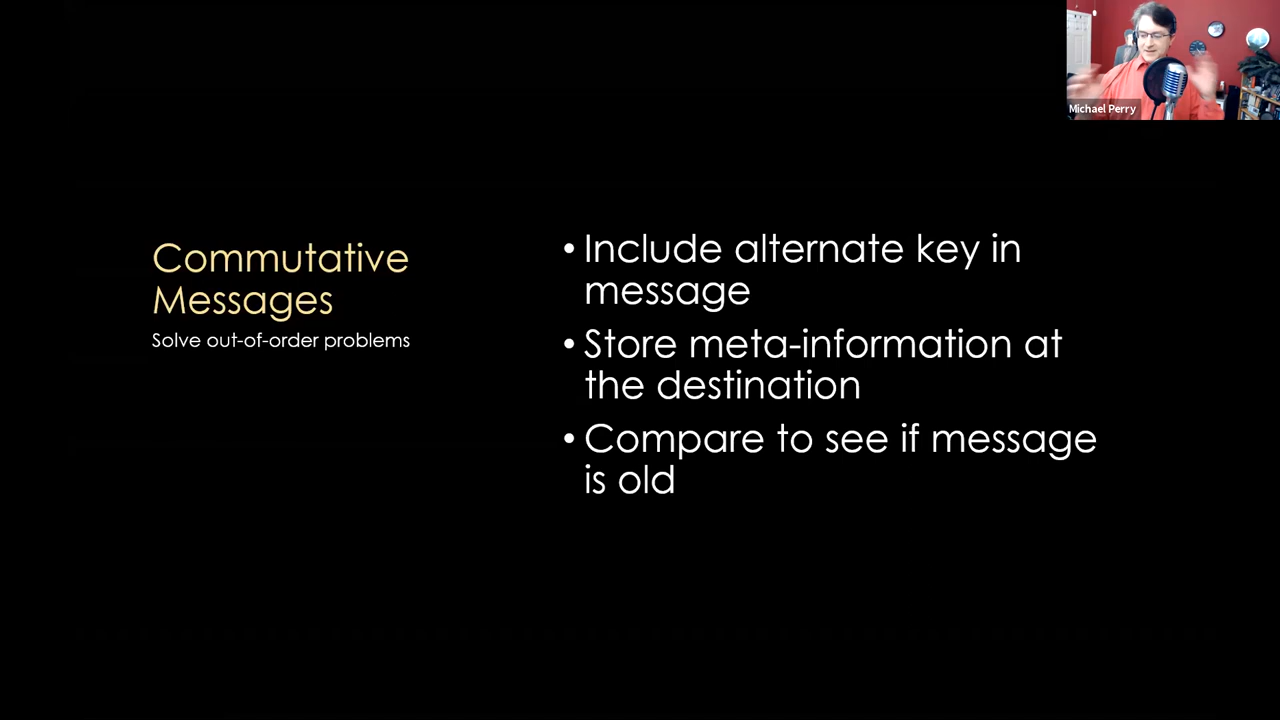 Michael Perry
Commutative
Messages
Solve out-of-order problems
• Include alternate key in
message
• Store meta-information at
the destination
• Compare to see if message
is old